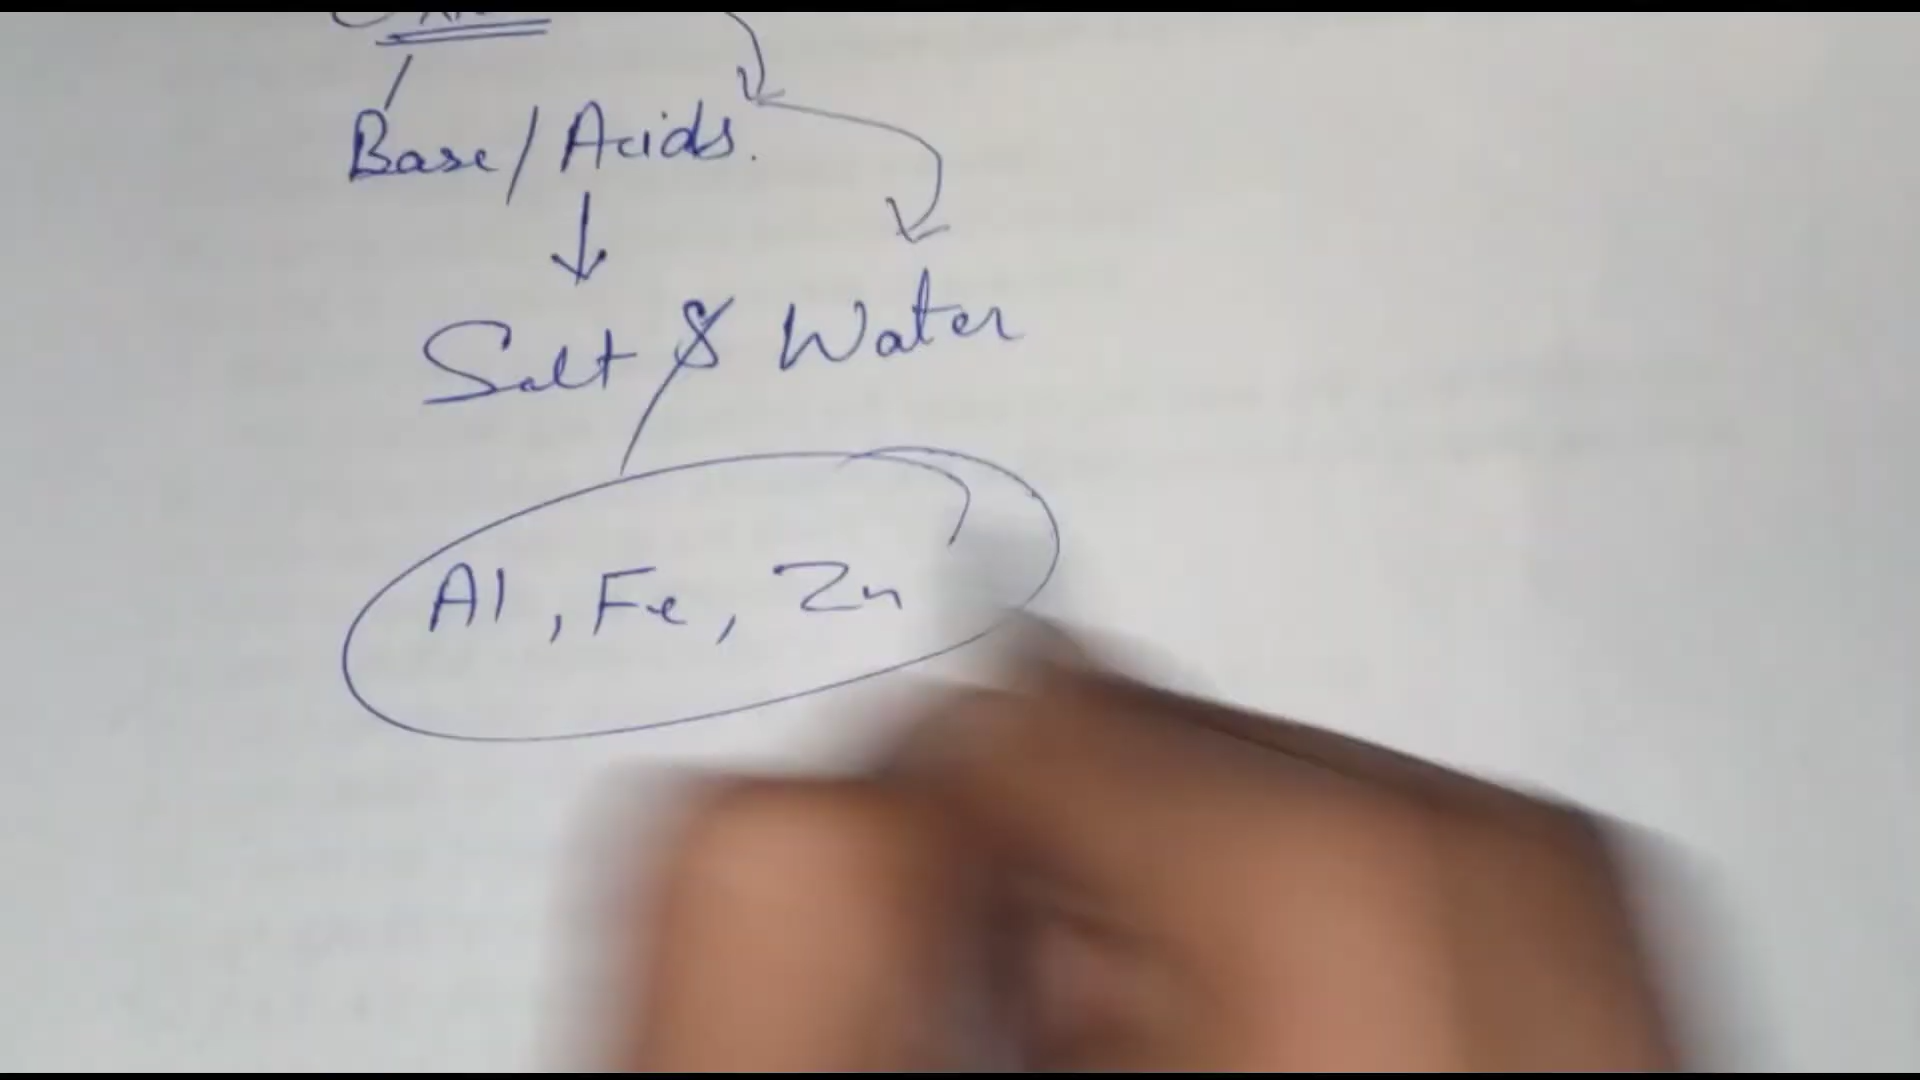 Base/Acids.
Salt & Water
Al, Fe, Zn